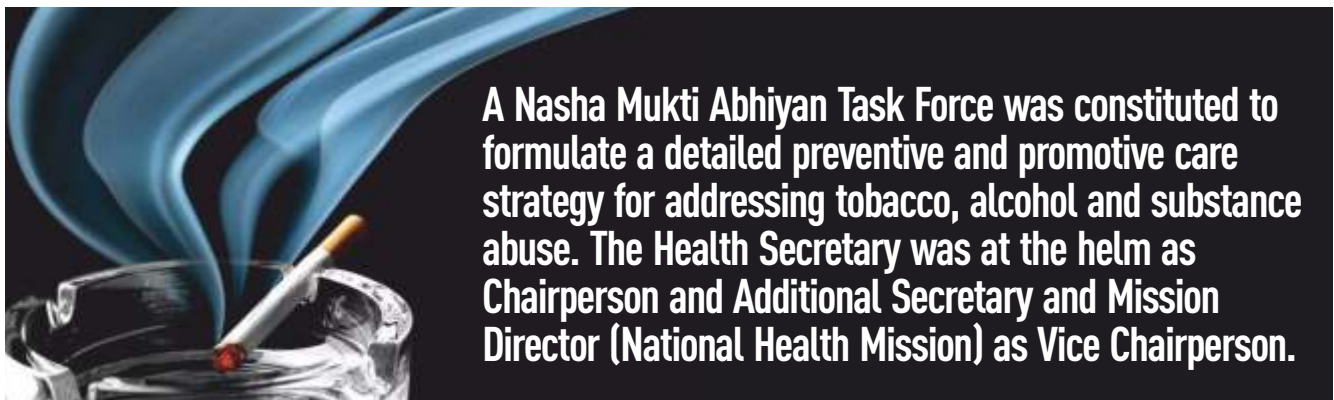 A Nasha Mukti Abhiyan Task Force was constituted to
formulate a detailed preventive and promotive care
strategy for addressing tobacco, alcohol and substance
abuse. The Health Secretary was at the helm as
Chairperson and Additional Secretary and Mission
Director (National Health Mission) as Vice Chairperson.